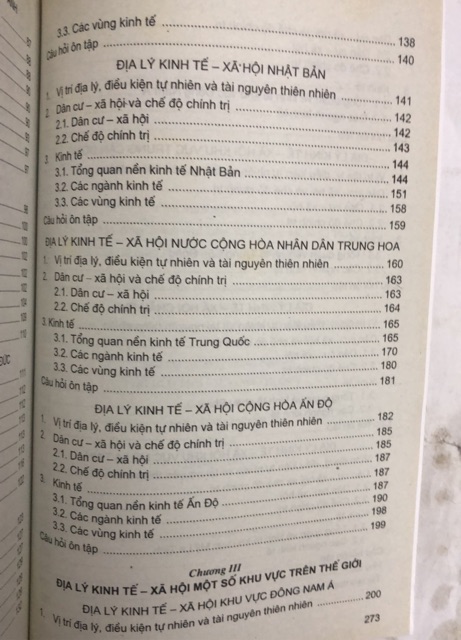 3.3. Các vùng kinh tế ........ 138
Câu hỏi ôn tập ........ 140
ĐỊA LÝ KINH TẾ – XÃ HỘI NHẬT BẢN
1. Vị trí địa lý, điều kiện tự nhiên và tài nguyên thiên nhiên ........ 141
2. Dân cư – xã hội và chế độ chính trị ........ 142
2.1. Dân cư – xã hội ........ 142
2.2. Chế độ chính trị ........ 143
3. Kinh tế ........ 144
3.1. Tổng quan nền kinh tế Nhật Bản ........ 144
3.2. Các ngành kinh tế ........ 151
3.3. Các vùng kinh tế ........ 158
Câu hỏi ôn tập ........ 159
ĐỊA LÝ KINH TẾ – XÃ HỘI NƯỚC CỘNG HÒA NHÂN DÂN TRUNG HOA
1. Vị trí địa lý, điều kiện tự nhiên và tài nguyên thiên nhiên ........ 160
2. Dân cư – xã hội và chế độ chính trị ........ 163
2.1. Dân cư – xã hội ........ 163
2.2. Chế độ chính trị ........ 164
3. Kinh tế ........ 165
3.1. Tổng quan nền kinh tế Trung Quốc ........ 165
3.2. Các ngành kinh tế ........ 170
3.3. Các vùng kinh tế ........ 180
Câu hỏi ôn tập ........ 181
ĐỊA LÝ KINH TẾ – XÃ HỘI CỘNG HÒA ẤN ĐỘ
1. Vị trí địa lý, điều kiện tự nhiên và tài nguyên thiên nhiên ........ 182
2. Dân cư – xã hội và chế độ chính trị ........ 185
2.1. Dân cư – xã hội ........ 185
2.2. Chế độ chính trị ........ 187
3. Kinh tế ........ 187
3.1. Tổng quan nền kinh tế Ấn Độ ........ 187
3.2. Các ngành kinh tế ........ 190
3.3. Các vùng kinh tế ........ 198
Câu hỏi ôn tập ........ 199
Chương III
ĐỊA LÝ KINH TẾ – XÃ HỘI MỘT SỐ KHU VỰC TRÊN THẾ GIỚI
ĐỊA LÝ KINH TẾ – XÃ HỘI KHU VỰC ĐÔNG NAM Á
1. Vị trí địa lý, điều kiện tự nhiên và tài nguyên thiên nhiên ........ 200
273